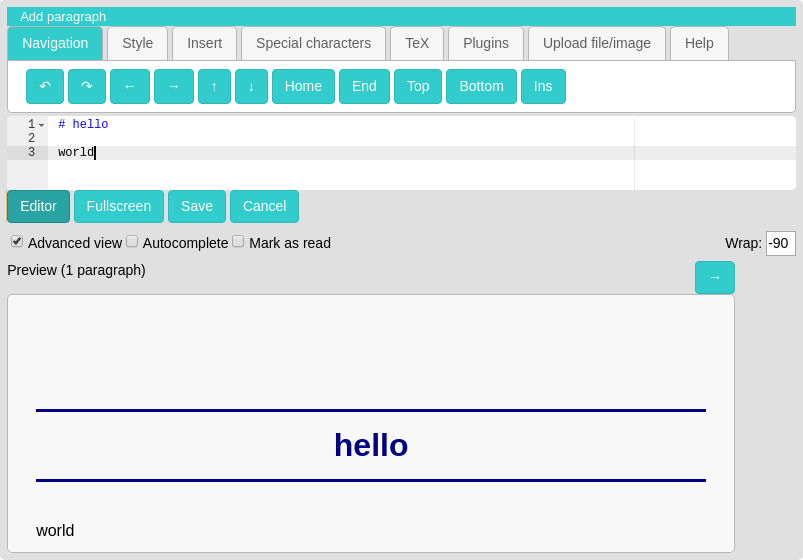 Add paragraph
Navigation Style Insert Special characters TeX Plugins Upload file/image Help
↶ ↷ ← → ↑ ↓ Home End Top Bottom Ins
1 # hello
2
3 world
Editor Fullscreen Save Cancel
Advanced view Autocomplete Mark as read Wrap: -90
Preview (1 paragraph) →
hello
world